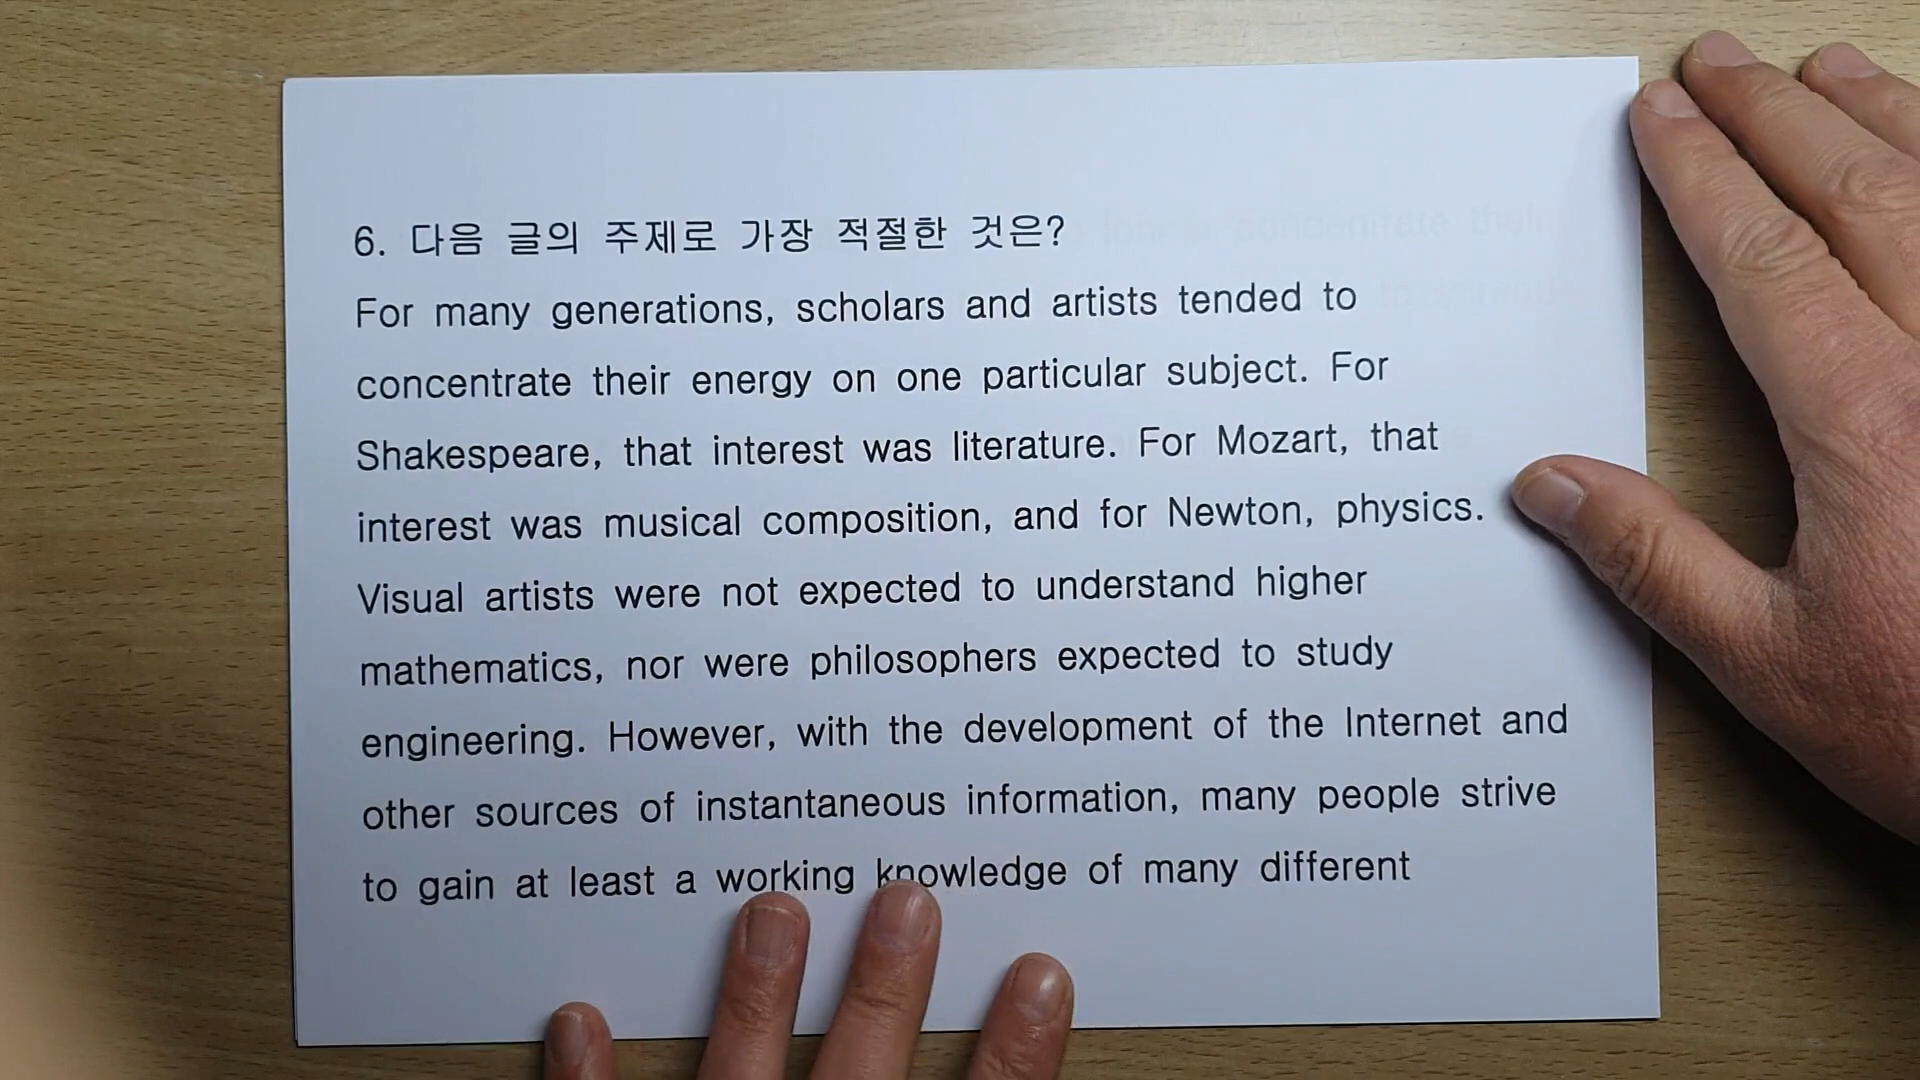 6. 다음 글의 주제로 가장 적절한 것은?
For many generations, scholars and artists tended to
concentrate their energy on one particular subject. For
Shakespeare, that interest was literature. For Mozart, that
interest was musical composition, and for Newton, physics.
Visual artists were not expected to understand higher
mathematics, nor were philosophers expected to study
engineering. However, with the development of the Internet and
other sources of instantaneous information, many people strive
to gain at least a working knowledge of many different